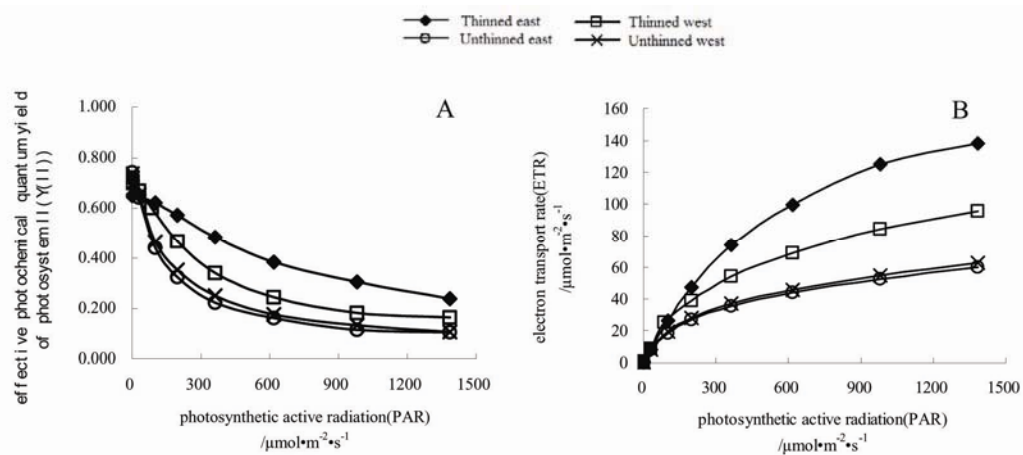 Thinned east
Thinned west
Unthinned east
Unthinned west
A
effective photochemical quantum yield
of photosystem II ( Y(II))
1.000
0.800
0.600
0.400
0.200
0.000
0 300 600 900 1200 1500
photosynthetic active radiation(PAR)
/μmol•m⁻²•s⁻¹
B
electron transport rate(ETR)
/μmol•m⁻²•s⁻¹
160
140
120
100
80
60
40
20
0
0 300 600 900 1200 1500
photosynthetic active radiation(PAR)
/μmol•m⁻²•s⁻¹